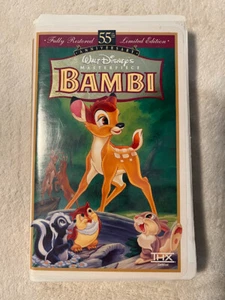 Fully Restored 55th Limited Edition
ANNIVERSARY
WALT DISNEY'S
MASTERPIECE
BAMBI
THX